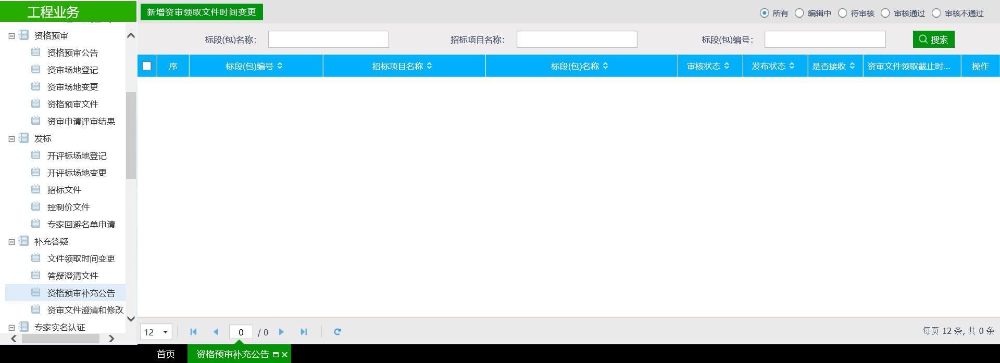 工程业务
新增资审领取文件时间变更
所有 编辑中 待审核 审核通过 审核不通过
标段(包)名称： 招标项目名称： 标段(包)编号： 搜索
序 标段(包)编号 招标项目名称 标段(包)名称 审核状态 发布状态 是否接收 资审文件领取截止时... 操作
资格预审
资格预审公告
资审场地登记
资审场地变更
资格预审文件
资审申请评审结果
发标
开评标场地登记
开评标场地变更
招标文件
控制价文件
专家回避名单申请
补充答疑
文件领取时间变更
答疑澄清文件
资格预审补充公告
资审文件澄清和修改
专家实名认证
12 0 / 0 每页 12 条, 共 0 条
首页 资格预审补充公告